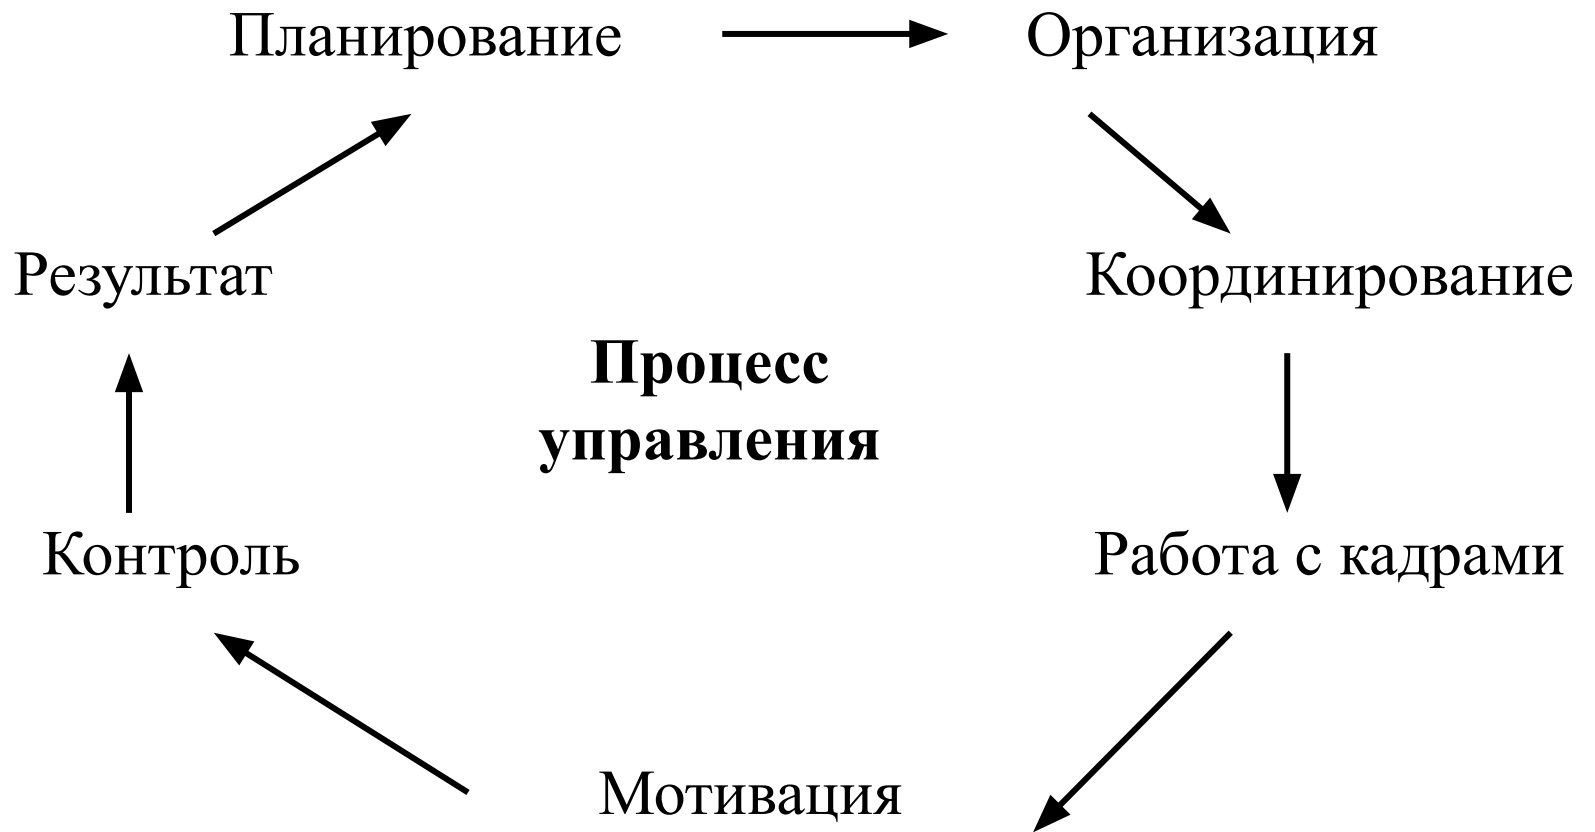 Планирование
Организация
Результат
Координирование
Процесс
управления
Контроль
Работа с кадрами
Мотивация